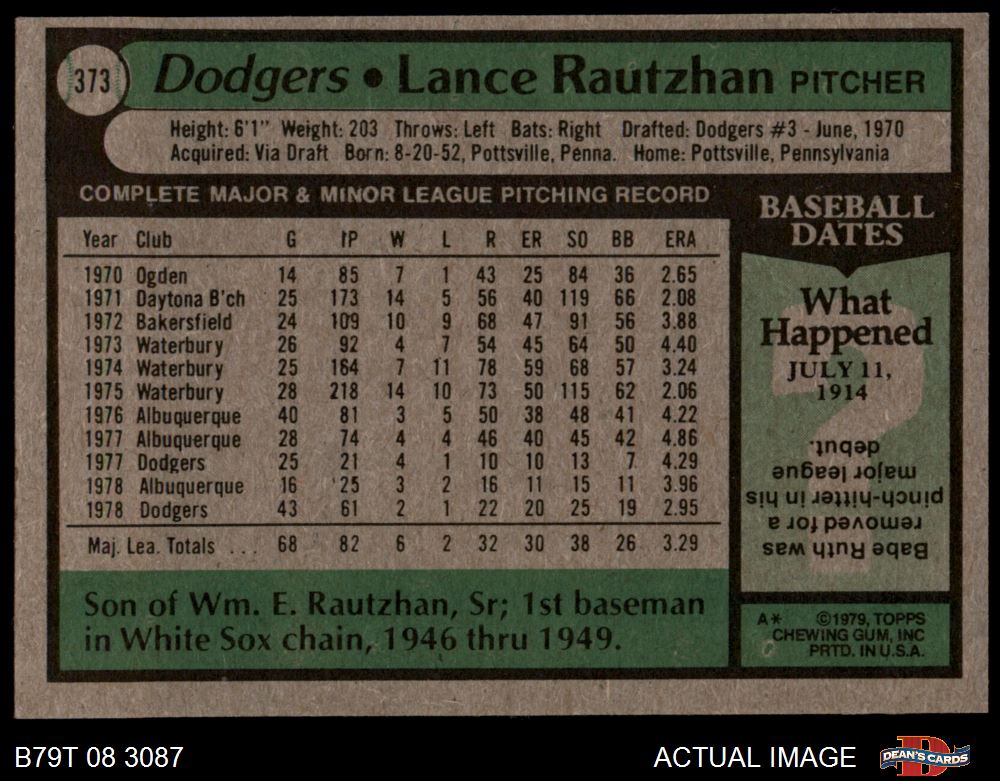 373 Dodgers • Lance Rautzhan PITCHER
Height: 6'1" Weight: 203 Throws: Left Bats: Right Drafted: Dodgers #3 - June, 1970
Acquired: Via Draft Born: 8-20-52, Pottsville, Penna. Home: Pottsville, Pennsylvania
COMPLETE MAJOR & MINOR LEAGUE PITCHING RECORD
Year Club G IP W L R ER SO BB ERA
1970 Ogden 14 85 7 1 43 25 84 36 2.65
1971 Daytona B'ch 25 173 14 5 56 40 119 66 2.08
1972 Bakersfield 24 109 10 9 68 47 91 56 3.88
1973 Waterbury 26 92 4 7 54 45 64 50 4.40
1974 Waterbury 25 164 7 11 78 59 68 57 3.24
1975 Waterbury 28 218 14 10 73 50 115 62 2.06
1976 Albuquerque 40 81 3 5 50 38 48 41 4.22
1977 Albuquerque 28 74 4 4 46 40 45 42 4.86
1977 Dodgers 25 21 4 1 10 10 13 7 4.29
1978 Albuquerque 16 25 3 2 16 11 15 11 3.96
1978 Dodgers 43 61 2 1 22 20 25 19 2.95
Maj. Lea. Totals ... 68 82 6 2 32 30 38 26 3.29
Son of Wm. E. Rautzhan, Sr; 1st baseman
in White Sox chain, 1946 thru 1949.
BASEBALL
DATES
What
Happened
JULY 11,
1914
?
Babe Ruth was
removed for a
pinch-hitter in his
major league
debut.
A* ©1979, TOPPS
CHEWING GUM, INC
PRTD. IN U.S.A.
B79T 08 3087
ACTUAL IMAGE
D
DEAN'S CARDS